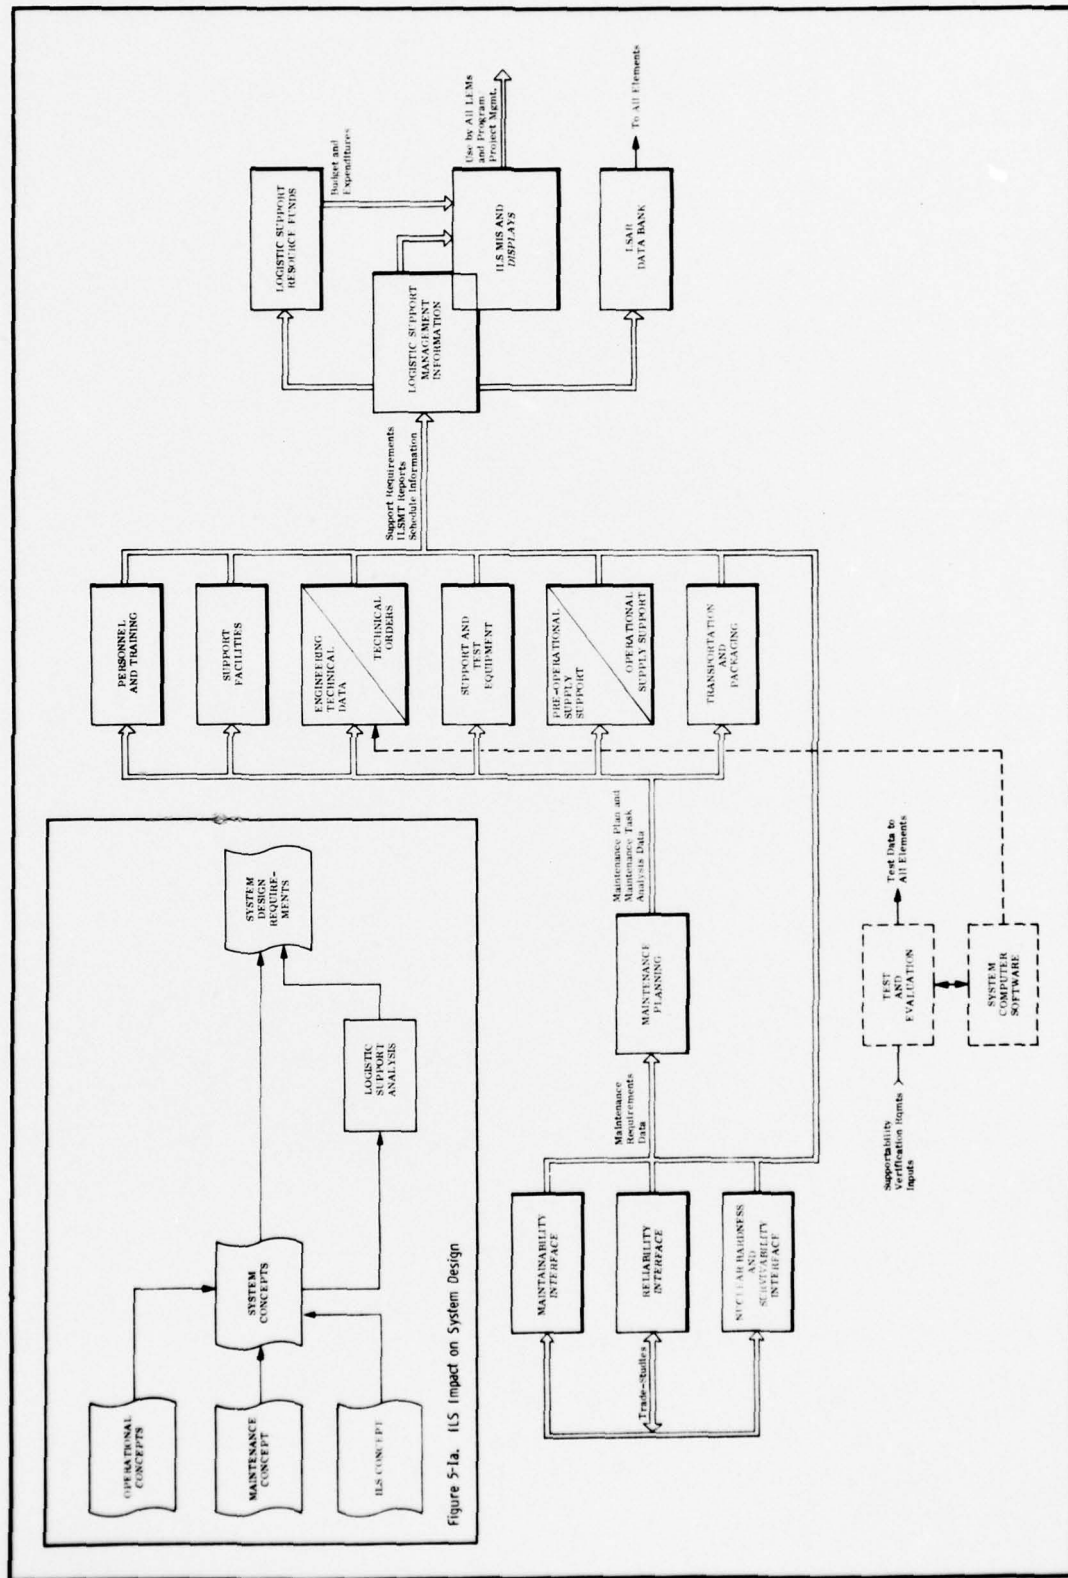 OPERATIONAL
CONCEPTS
MAINTENANCE
CONCEPT
ILS CONCEPT
SYSTEM
CONCEPTS
LOGISTIC
SUPPORT
ANALYSIS
SYSTEM
DESIGN
REQUIRE-
MENTS
Figure 5-1a. ILS Impact on System Design
Trade-Studies
MAINTAINABILITY
INTERFACE
RELIABILITY
INTERFACE
NUCLEAR HARDNESS
AND
SURVIVABILITY
INTERFACE
Maintenance
Requirements
Data
MAINTENANCE
PLANNING
Maintenance Plan and
Maintenance Task
Analysis Data
Supportability
Verification Rqmts
Inputs
TEST
AND
EVALUATION
Test Data to
All Elements
SYSTEM
COMPUTER
SOFTWARE
PERSONNEL
AND TRAINING
SUPPORT
FACILITIES
ENGINEERING
TECHNICAL
DATA
TECHNICAL
ORDERS
SUPPORT AND
TEST
EQUIPMENT
PRE-OPERATIONAL
SUPPLY
SUPPORT
OPERATIONAL
SUPPLY SUPPORT
TRANSPORTATION
AND
PACKAGING
Support Requirements
ILSMT Reports
Schedule Information
LOGISTIC SUPPORT
MANAGEMENT
INFORMATION
LOGISTIC SUPPORT
RESOURCE FUNDS
Budget and
Expenditures
ILS MIS AND
DISPLAYS
Use by All LEMs
and Program
Project Mgmt.
LSAR
DATA BANK
To All Elements